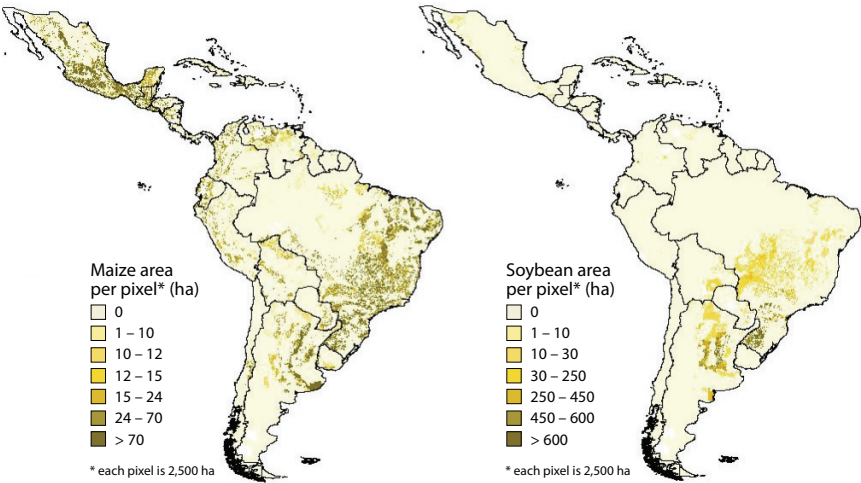 Maize area
per pixel* (ha)
0
1 – 10
10 – 12
12 – 15
15 – 24
24 – 70
> 70
* each pixel is 2,500 ha
Soybean area
per pixel* (ha)
0
1 – 10
10 – 30
30 – 250
250 – 450
450 – 600
> 600
* each pixel is 2,500 ha